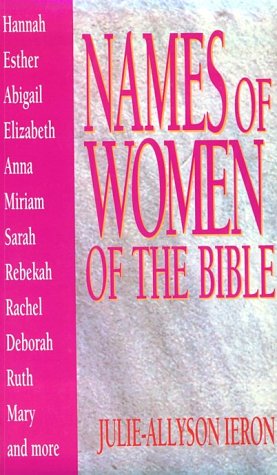 Hannah
Esther
Abigail
Elizabeth
Anna
Miriam
Sarah
Rebekah
Rachel
Deborah
Ruth
Mary
and more
NAMES OF
WOMEN
OF THE BIBLE
JULIE-ALLYSON IERON